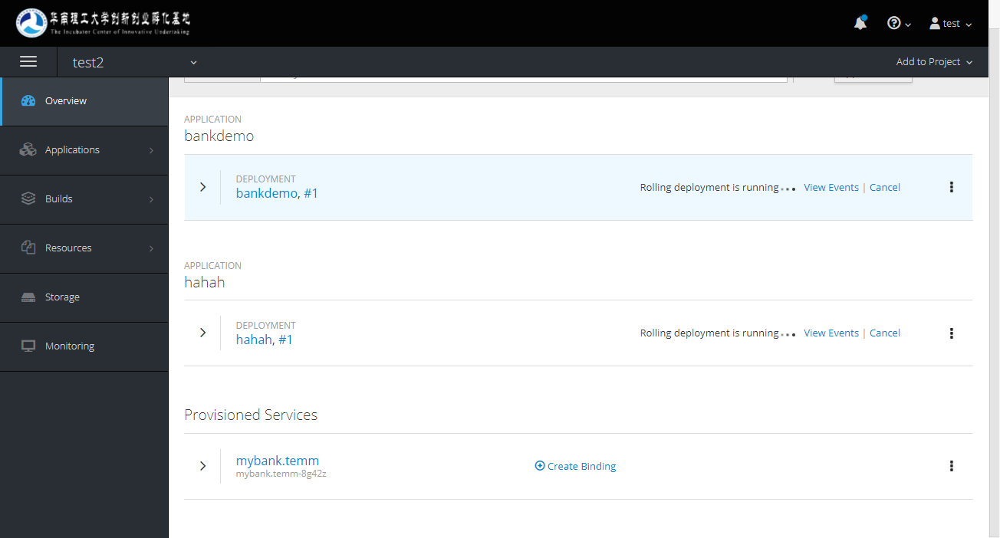 华南理工大学创新创业孵化基地
The Incubator Center of Innovative Undertaking
test
test2
Add to Project
Overview
Applications
Builds
Resources
Storage
Monitoring
APPLICATION
bankdemo
DEPLOYMENT
bankdemo, #1
Rolling deployment is running... View Events | Cancel
APPLICATION
hahah
DEPLOYMENT
hahah, #1
Rolling deployment is running... View Events | Cancel
Provisioned Services
mybank.temm
mybank.temm-8g42z
Create Binding